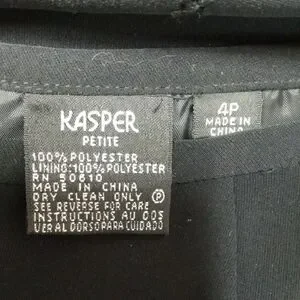 KASPER
PETITE
100% POLYESTER
LINING: 100% POLYESTER
RN 50610
MADE IN CHINA
DRY CLEAN ONLY Ⓟ
SEE REVERSE FOR CARE
INSTRUCTIONS AU DOS
VER AL DORSO PARA CUIDADO
4P
MADE IN
CHINA